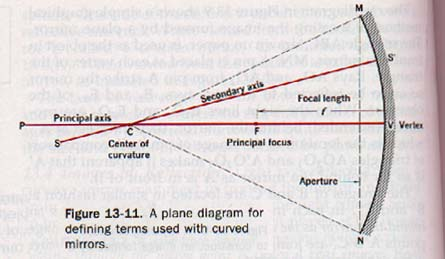 M
S'
Secondary axis
Focal length
f
Principal axis
P
C
F
V
Vertex
S
Center of
curvature
Principal focus
Aperture
N
Figure 13-11. A plane diagram for
defining terms used with curved
mirrors.